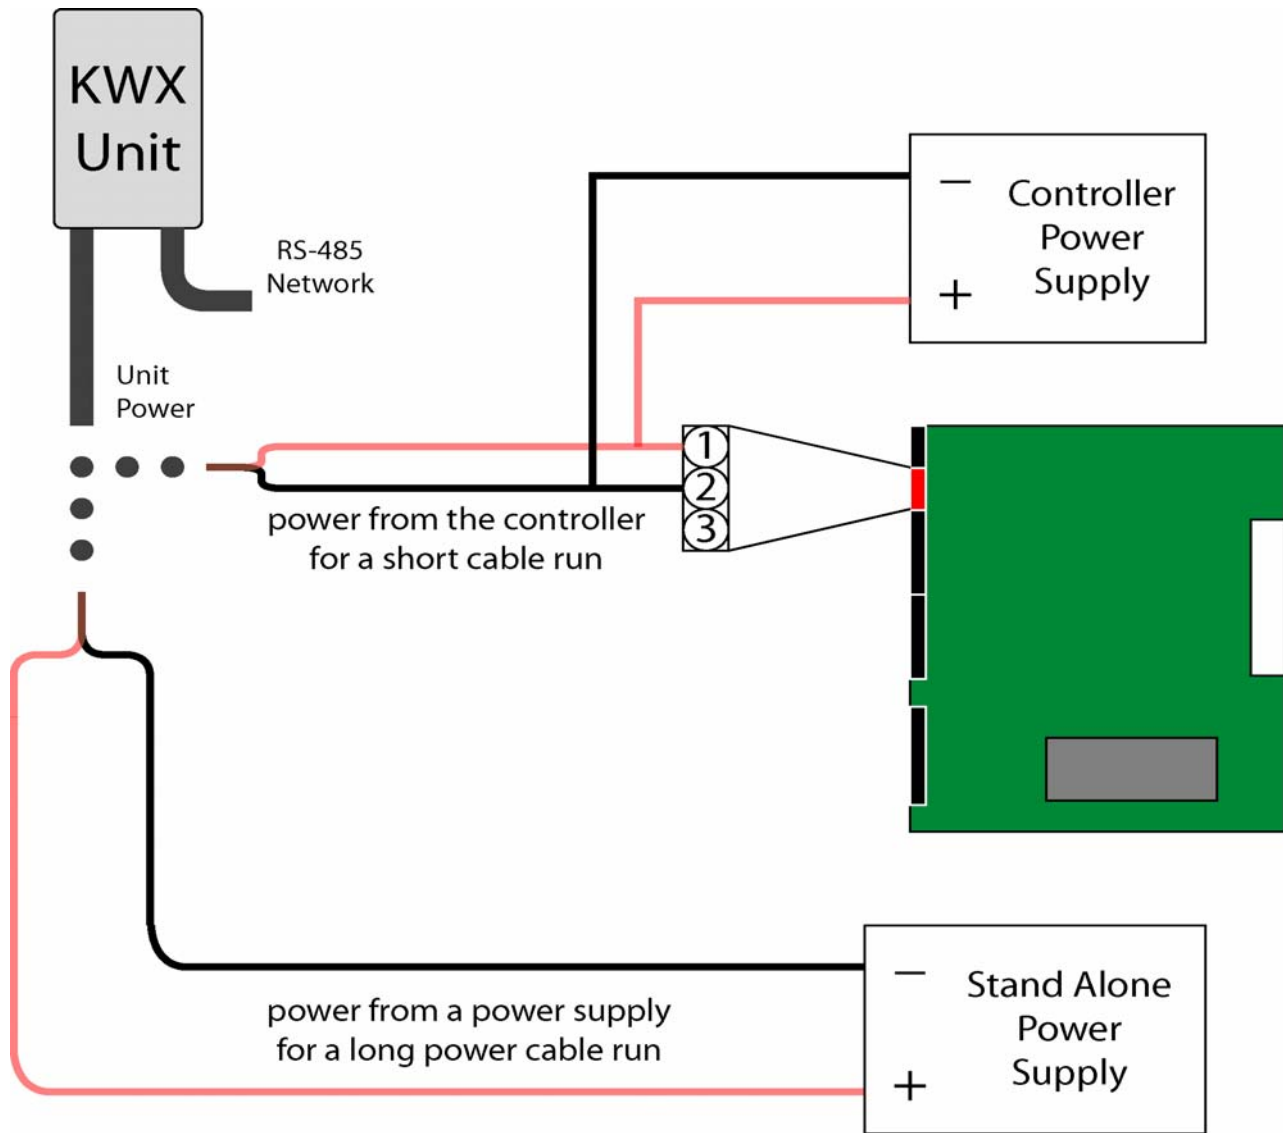 KWX
Unit
RS-485
Network
Unit
Power
−
Controller
Power
Supply
+
1
2
3
power from the controller
for a short cable run
−
Stand Alone
Power
Supply
+
power from a power supply
for a long power cable run